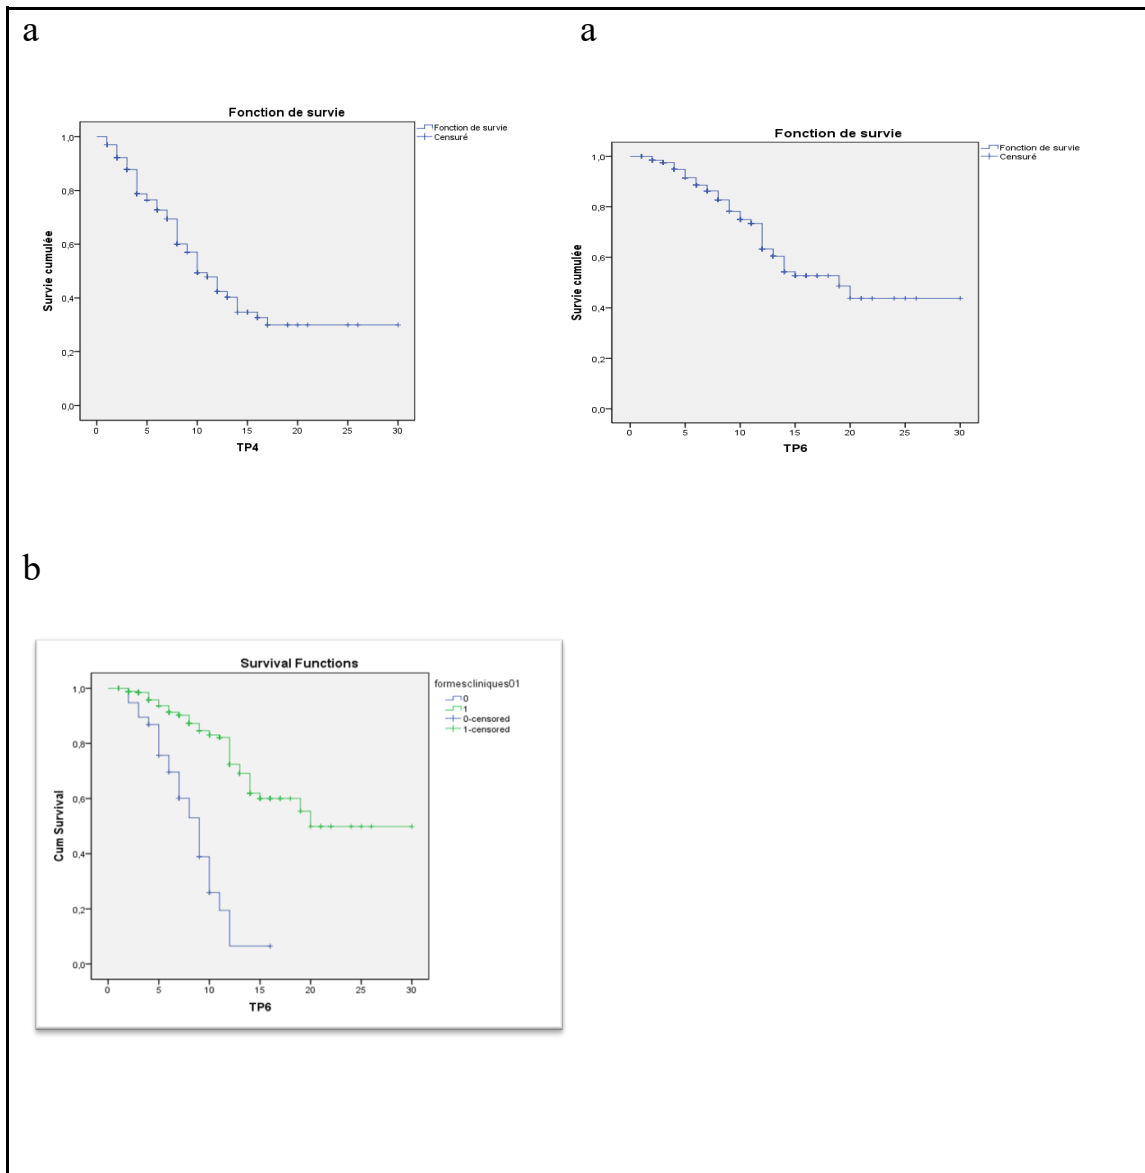 a
a
Fonction de survie
Fonction de survie
Censuré
1,0
0,8
0,6
0,4
0,2
0,0
Survie cumulée
0 5 10 15 20 25 30
TP4
Fonction de survie
Fonction de survie
Censuré
1,0
0,8
0,6
0,4
0,2
0,0
Survie cumulée
0 5 10 15 20 25 30
TP6
b
Survival Functions
formescliniques01
0
1
0-censored
1-censored
1,0
0,8
0,6
0,4
0,2
0,0
Cum Survival
0 5 10 15 20 25 30
TP6